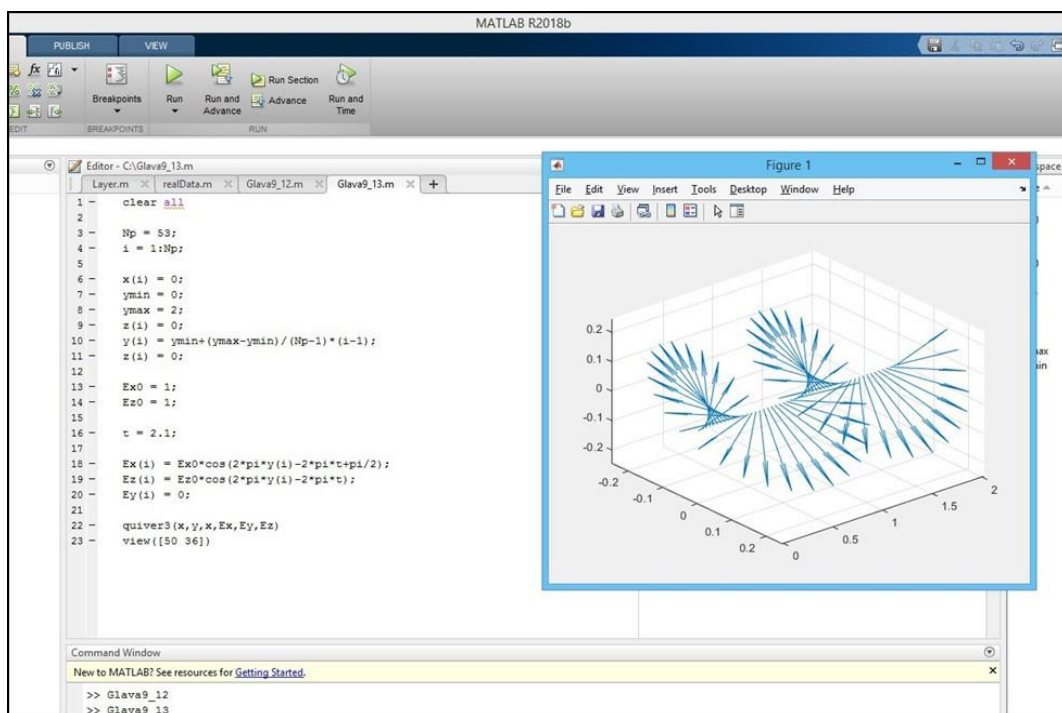 MATLAB R2018b
PUBLISH VIEW
fx
Breakpoints Run Run and Advance Run Section Advance Run and Time
EDIT BREAKPOINTS RUN
Editor - C:\Glava9_13.m
Layer.m realData.m Glava9_12.m Glava9_13.m +
1 - clear all
2
3 - Np = 53;
4 - i = 1:Np;
5
6 - x(i) = 0;
7 - ymin = 0;
8 - ymax = 2;
9 - z(i) = 0;
10 - y(i) = ymin+(ymax-ymin)/(Np-1)*(i-1);
11 - z(i) = 0;
12
13 - Ex0 = 1;
14 - Ez0 = 1;
15
16 - t = 2.1;
17
18 - Ex(i) = Ex0*cos(2*pi*y(i)-2*pi*t+pi/2);
19 - Ez(i) = Ez0*cos(2*pi*y(i)-2*pi*t);
20 - Ey(i) = 0;
21
22 - quiver3(x,y,x,Ex,Ey,Ez)
23 - view([50 36])
Figure 1
File Edit View Insert Tools Desktop Window Help
0.2
0.1
0
-0.1
-0.2
-0.2
-0.1
0
0.1
0.2
0
0.5
1
1.5
2
space
ax
in
Command Window
New to MATLAB? See resources for Getting Started.
>> Glava9_12
>> Glava9_13